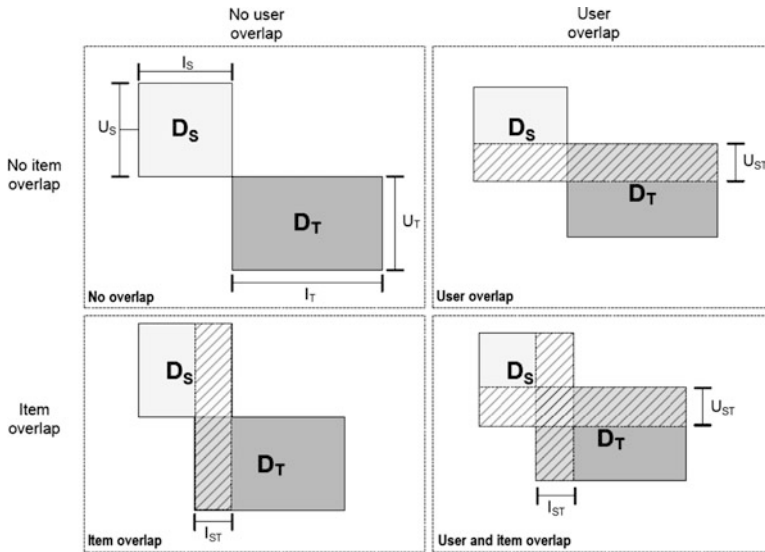 No user
overlap
User
overlap
No item
overlap
I_S
U_S
D_S
D_T
U_T
I_T
No overlap
D_S
U_ST
D_T
User overlap
Item
overlap
D_S
D_T
I_ST
Item overlap
D_S
U_ST
D_T
I_ST
User and item overlap